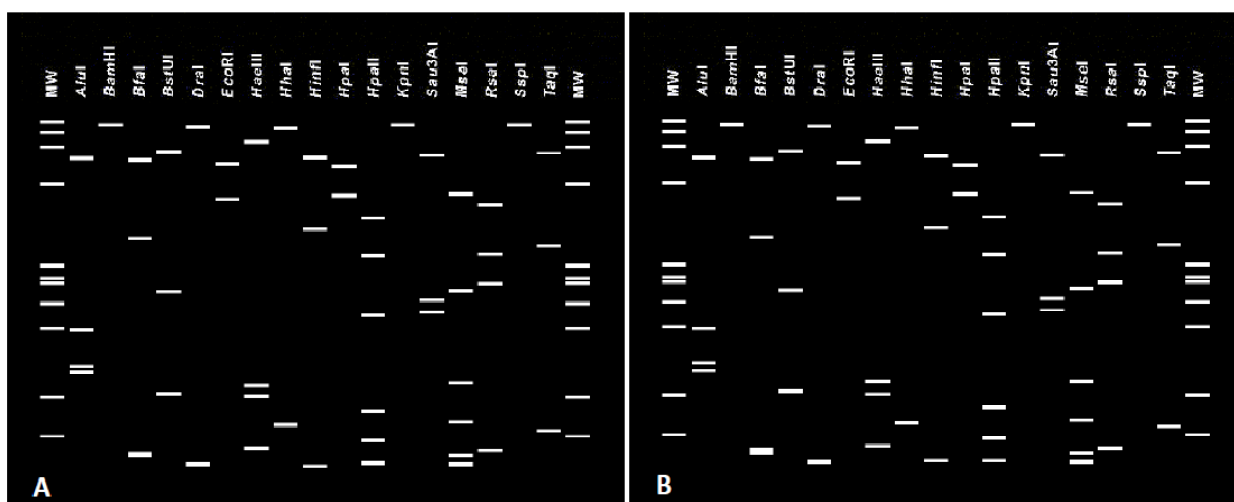 MW AluI BamHI BfaI BstUI DraI EcoRI HaeIII HhaI HinfI HpaI HpaII KpnI Sau3AI MseI RsaI SspI TaqI MW
MW AluI BamHI BfaI BstUI DraI EcoRI HaeIII HhaI HinfI HpaI HpaII KpnI Sau3AI MseI RsaI SspI TaqI MW
A
B